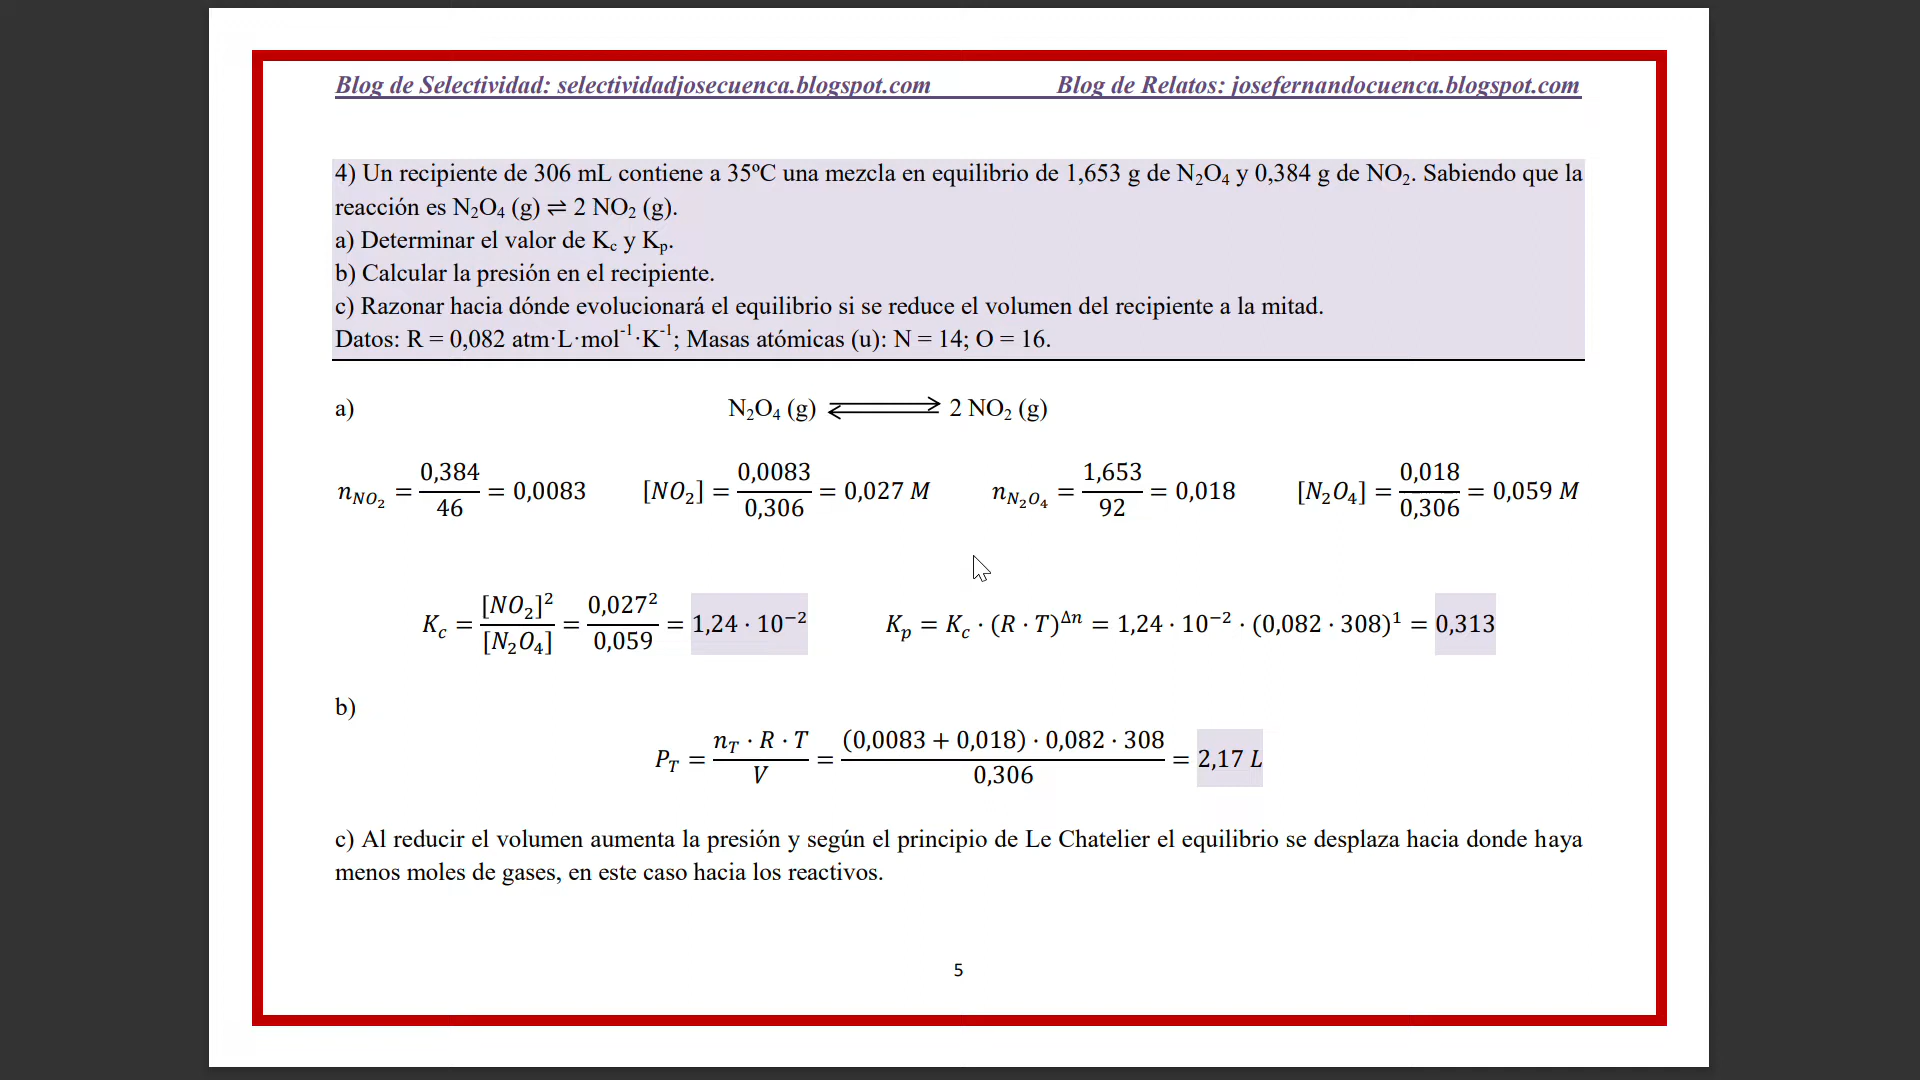 Blog de Selectividad: selectividadjosecuenca.blogspot.com Blog de Relatos: josefernandocuenca.blogspot.com
4) Un recipiente de 306 mL contiene a 35ºC una mezcla en equilibrio de 1,653 g de N₂O₄ y 0,384 g de NO₂. Sabiendo que la
reacción es N₂O₄ (g) ⇌ 2 NO₂ (g).
a) Determinar el valor de K꜀ y Kₚ.
b) Calcular la presión en el recipiente.
c) Razonar hacia dónde evolucionará el equilibrio si se reduce el volumen del recipiente a la mitad.
Datos: R = 0,082 atm·L·mol⁻¹·K⁻¹; Masas atómicas (u): N = 14; O = 16.
a) N₂O₄ (g) ⇌ 2 NO₂ (g)
n_NO₂ = 0,384/46 = 0,0083 [NO₂] = 0,0083/0,306 = 0,027 M n_N₂O₄ = 1,653/92 = 0,018 [N₂O₄] = 0,018/0,306 = 0,059 M
K_c = [NO₂]²/[N₂O₄] = 0,027²/0,059 = 1,24 · 10⁻² K_p = K_c · (R · T)^Δn = 1,24 · 10⁻² · (0,082 · 308)¹ = 0,313
b)
P_T = n_T · R · T/V = (0,0083 + 0,018) · 0,082 · 308/0,306 = 2,17 L
c) Al reducir el volumen aumenta la presión y según el principio de Le Chatelier el equilibrio se desplaza hacia donde haya
menos moles de gases, en este caso hacia los reactivos.
5